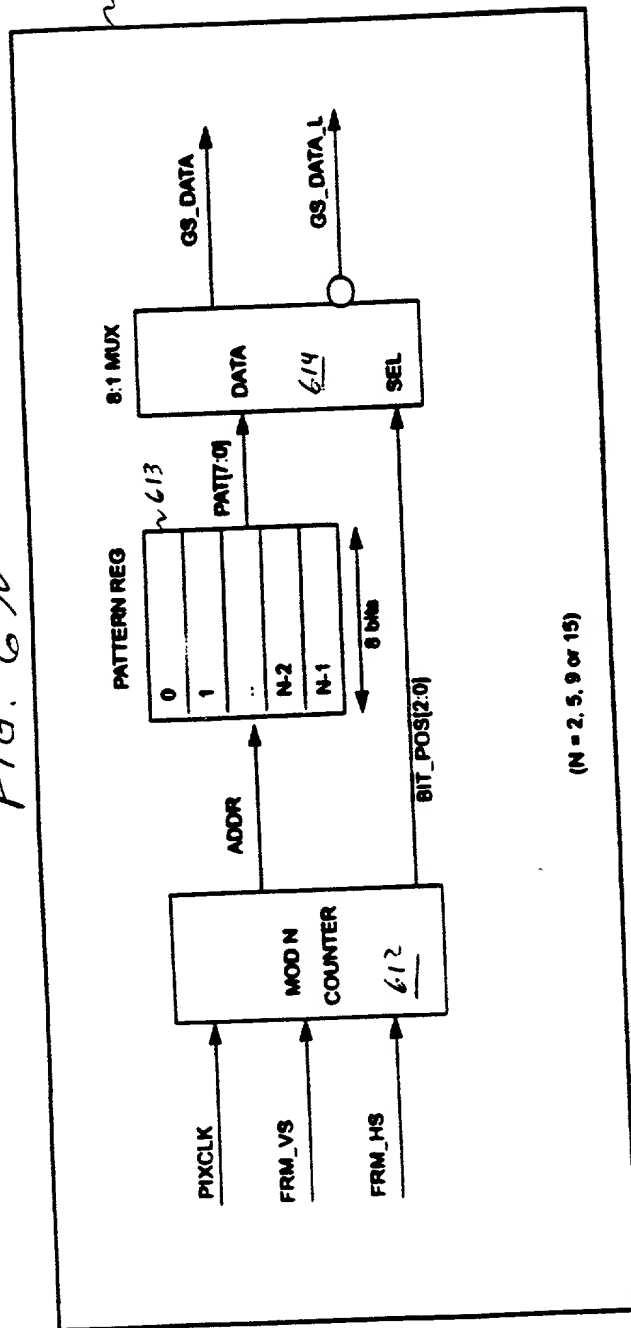 FIG. 6N
PIXCLK
FRM_VS
FRM_HS
MOD N
COUNTER
612
ADDR
BIT_POS[2:0]
PATTERN REG
613
0
1
..
N-2
N-1
8 bits
PAT[7:0]
8:1 MUX
DATA
614
SEL
GS_DATA
GS_DATA_L
(N = 2, 5, 9 or 15)